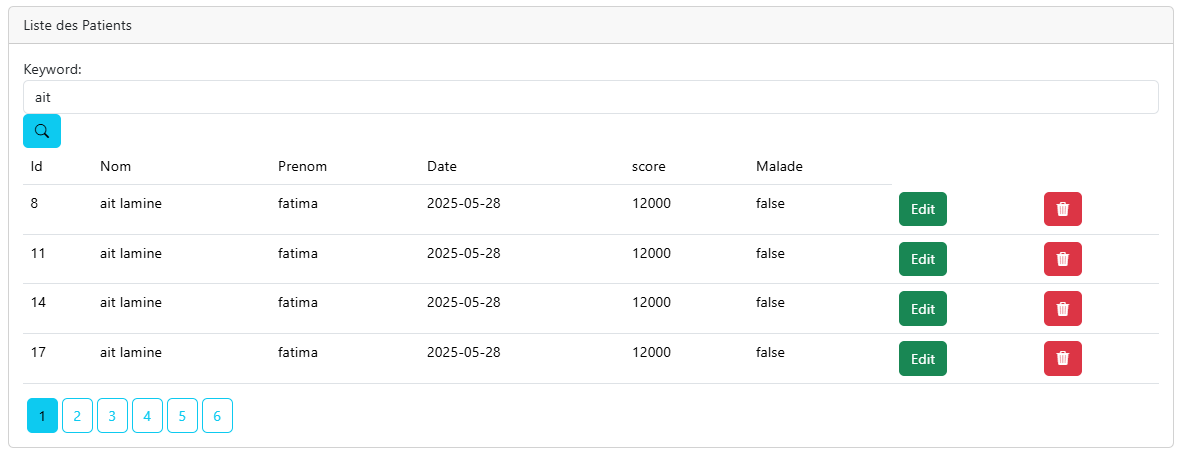 Liste des Patients
Keyword:
ait
Id Nom Prenom Date score Malade
8 ait lamine fatima 2025-05-28 12000 false Edit
11 ait lamine fatima 2025-05-28 12000 false Edit
14 ait lamine fatima 2025-05-28 12000 false Edit
17 ait lamine fatima 2025-05-28 12000 false Edit
1 2 3 4 5 6